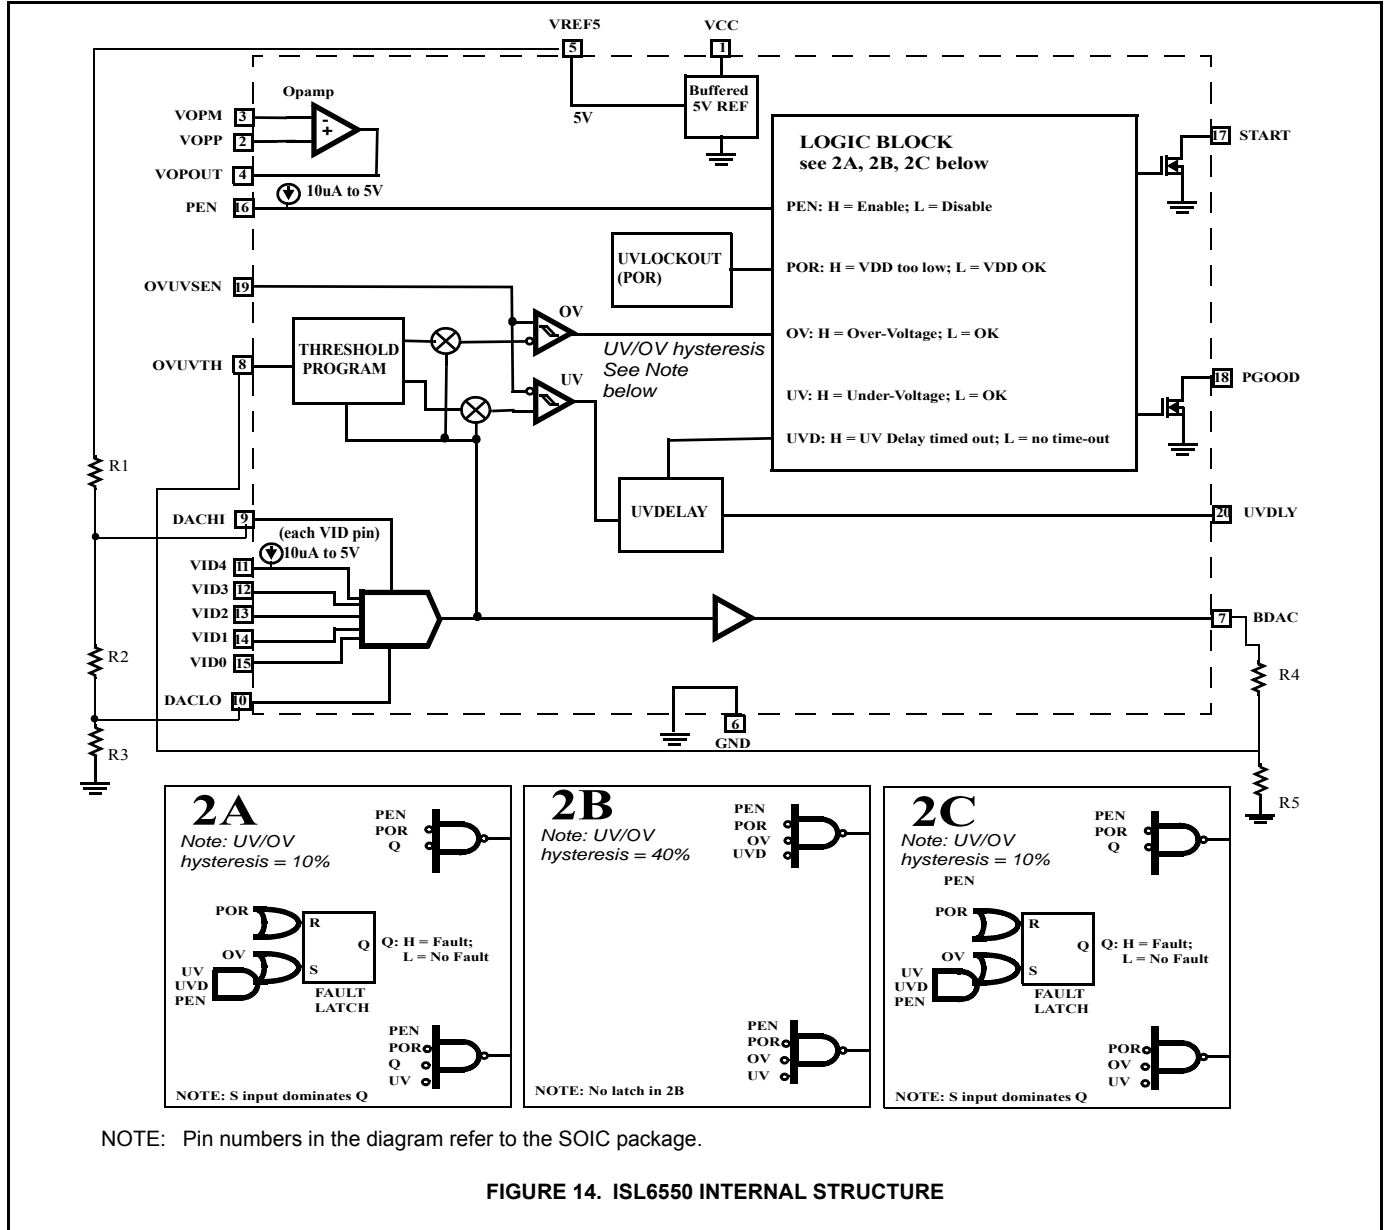 VREF5
VCC
5
1
Opamp
Buffered
5V REF
5V
VOPM 3
VOPP 2
VOPOUT 4
-
+
10uA to 5V
PEN 16
LOGIC BLOCK
see 2A, 2B, 2C below
17 START
PEN: H = Enable; L = Disable
UVLOCKOUT
(POR)
POR: H = VDD too low; L = VDD OK
OVUVSEN 19
OV
OV: H = Over-Voltage; L = OK
THRESHOLD
PROGRAM
UV/OV hysteresis
See Note
below
OVUVTH 8
UV
18 PGOOD
UV: H = Under-Voltage; L = OK
UVD: H = UV Delay timed out; L = no time-out
R1
UVDELAY
20 UVDLY
DACHI 9
(each VID pin)
10uA to 5V
VID4 11
VID3 12
VID2 13
VID1 14
VID0 15
7 BDAC
R2
R4
DACLO 10
6
GND
R3
R5
2A
Note: UV/OV
hysteresis = 10%
PEN
POR
Q
POR
R
Q
Q: H = Fault;
L = No Fault
OV
S
UV
UVD
PEN
FAULT
LATCH
PEN
POR
Q
UV
NOTE: S input dominates Q
2B
Note: UV/OV
hysteresis = 40%
PEN
POR
OV
UVD
PEN
POR
OV
UV
NOTE: No latch in 2B
2C
Note: UV/OV
hysteresis = 10%
PEN
PEN
POR
Q
POR
R
Q
Q: H = Fault;
L = No Fault
OV
S
UV
UVD
PEN
FAULT
LATCH
POR
OV
UV
NOTE: S input dominates Q
NOTE: Pin numbers in the diagram refer to the SOIC package.
FIGURE 14. ISL6550 INTERNAL STRUCTURE